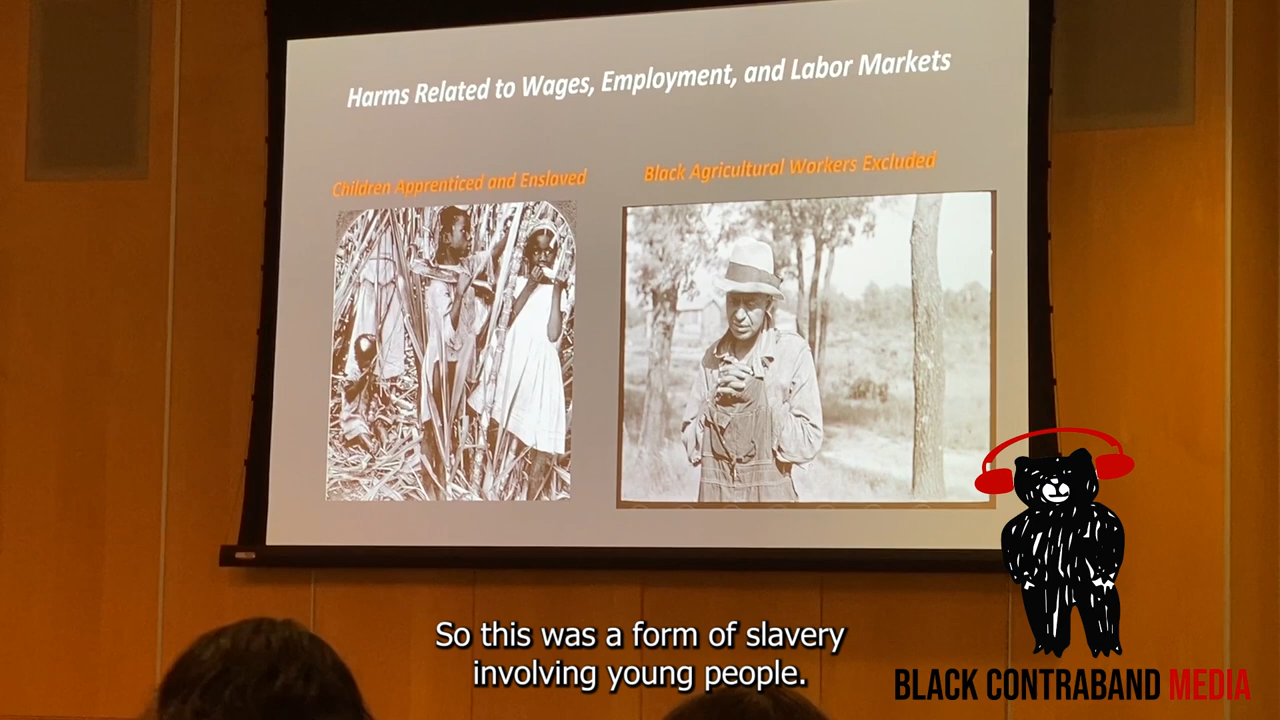 Harms Related to Wages, Employment, and Labor Markets
Children Apprenticed and Enslaved
Black Agricultural Workers Excluded
So this was a form of slavery
involving young people.
BLACK CONTRABAND MEDIA